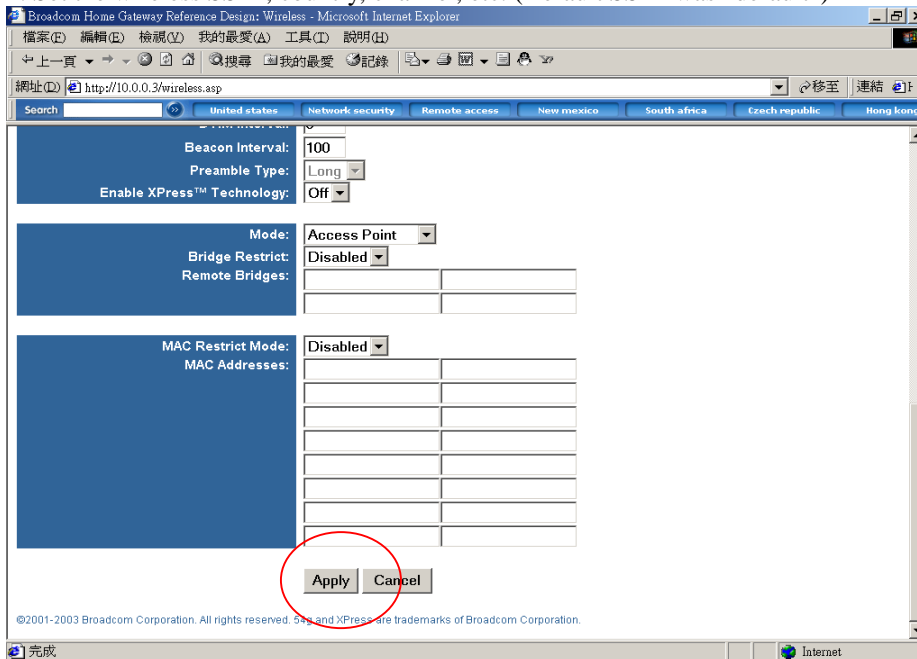 Broadcom Home Gateway Reference Design: Wireless - Microsoft Internet Explorer
檔案(F) 編輯(E) 檢視(V) 我的最愛(A) 工具(T) 說明(H)
上一頁 搜尋 我的最愛 記錄
網址(D) http://10.0.0.3/wireless.asp 移至 連結
Search United states Network security Remote access New mexico South africa Czech republic Hong kong
Beacon Interval: 100
Preamble Type: Long
Enable XPress™ Technology: Off
Mode: Access Point
Bridge Restrict: Disabled
Remote Bridges:
MAC Restrict Mode: Disabled
MAC Addresses:
Apply Cancel
©2001-2003 Broadcom Corporation. All rights reserved. 54g and XPress are trademarks of Broadcom Corporation.
完成 Internet